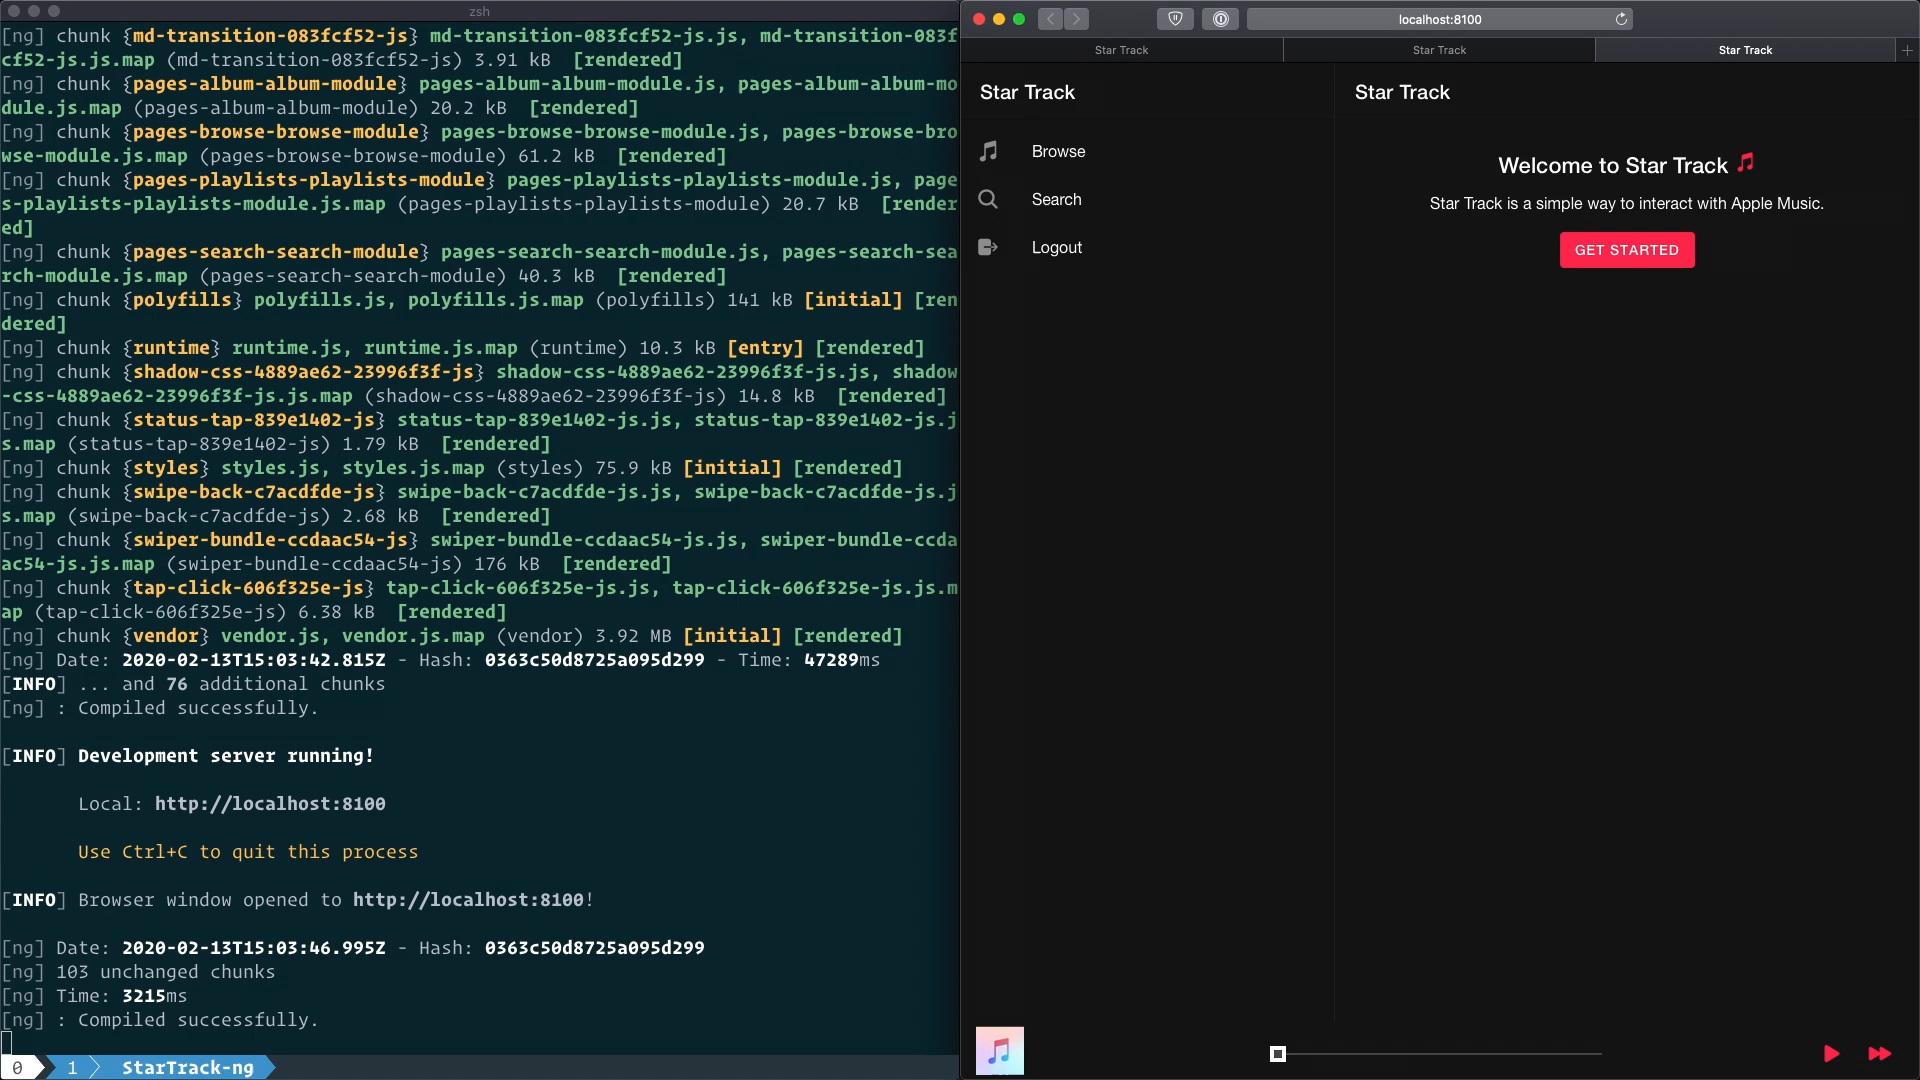 zsh
[ng] chunk {md-transition-083fcf52-js} md-transition-083fcf52-js.js, md-transition-083f
cf52-js.js.map (md-transition-083fcf52-js) 3.91 kB  [rendered]
[ng] chunk {pages-album-album-module} pages-album-album-module.js, pages-album-album-mo
dule.js.map (pages-album-album-module) 20.2 kB  [rendered]
[ng] chunk {pages-browse-browse-module} pages-browse-browse-module.js, pages-browse-bro
wse-module.js.map (pages-browse-browse-module) 61.2 kB  [rendered]
[ng] chunk {pages-playlists-playlists-module} pages-playlists-playlists-module.js, page
s-playlists-playlists-module.js.map (pages-playlists-playlists-module) 20.7 kB  [render
ed]
[ng] chunk {pages-search-search-module} pages-search-search-module.js, pages-search-sea
rch-module.js.map (pages-search-search-module) 40.3 kB  [rendered]
[ng] chunk {polyfills} polyfills.js, polyfills.js.map (polyfills) 141 kB [initial] [ren
dered]
[ng] chunk {runtime} runtime.js, runtime.js.map (runtime) 10.3 kB [entry] [rendered]
[ng] chunk {shadow-css-4889ae62-23996f3f-js} shadow-css-4889ae62-23996f3f-js.js, shadow
-css-4889ae62-23996f3f-js.js.map (shadow-css-4889ae62-23996f3f-js) 14.8 kB  [rendered]
[ng] chunk {status-tap-839e1402-js} status-tap-839e1402-js.js, status-tap-839e1402-js.j
s.map (status-tap-839e1402-js) 1.79 kB  [rendered]
[ng] chunk {styles} styles.js, styles.js.map (styles) 75.9 kB [initial] [rendered]
[ng] chunk {swipe-back-c7acdfde-js} swipe-back-c7acdfde-js.js, swipe-back-c7acdfde-js.j
s.map (swipe-back-c7acdfde-js) 2.68 kB  [rendered]
[ng] chunk {swiper-bundle-ccdaac54-js} swiper-bundle-ccdaac54-js.js, swiper-bundle-ccda
ac54-js.js.map (swiper-bundle-ccdaac54-js) 176 kB  [rendered]
[ng] chunk {tap-click-606f325e-js} tap-click-606f325e-js.js, tap-click-606f325e-js.js.m
ap (tap-click-606f325e-js) 6.38 kB  [rendered]
[ng] chunk {vendor} vendor.js, vendor.js.map (vendor) 3.92 MB [initial] [rendered]
[ng] Date: 2020-02-13T15:03:42.815Z - Hash: 0363c50d8725a095d299 - Time: 47289ms
[INFO] ... and 76 additional chunks
[ng] : Compiled successfully.
[INFO] Development server running!
Local: http://localhost:8100
Use Ctrl+C to quit this process
[INFO] Browser window opened to http://localhost:8100!
[ng] Date: 2020-02-13T15:03:46.995Z - Hash: 0363c50d8725a095d299
[ng] 103 unchanged chunks
[ng] Time: 3215ms
[ng] : Compiled successfully.
0 1 StarTrack-ng
localhost:8100
Star Track Star Track Star Track
Star Track
Browse
Search
Logout
Star Track
Welcome to Star Track
Star Track is a simple way to interact with Apple Music.
GET STARTED